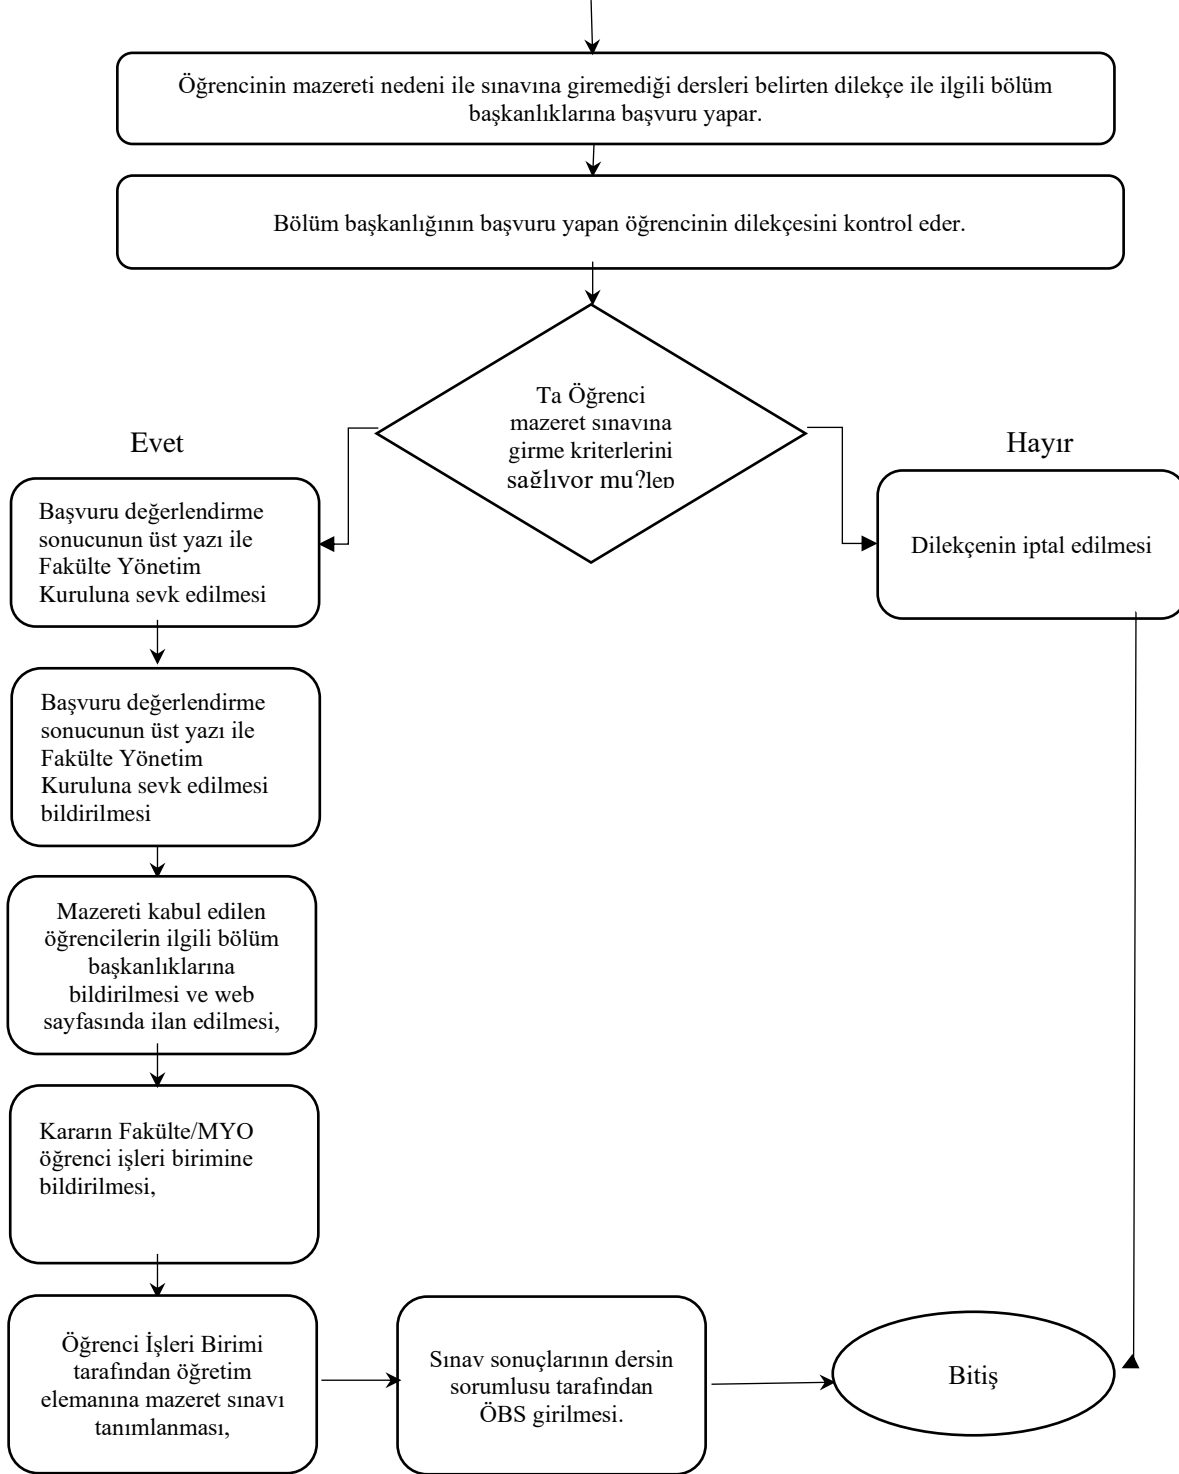 Öğrencinin mazereti nedeni ile sınavına giremediği dersleri belirten dilekçe ile ilgili bölüm
başkanlıklarına başvuru yapar.
Bölüm başkanlığının başvuru yapan öğrencinin dilekçesini kontrol eder.
Ta Öğrenci
mazeret sınavına
girme kriterlerini
sağlıyor mu?lep
Evet
Hayır
Başvuru değerlendirme
sonucunun üst yazı ile
Fakülte Yönetim
Kuruluna sevk edilmesi
Dilekçenin iptal edilmesi
Başvuru değerlendirme
sonucunun üst yazı ile
Fakülte Yönetim
Kuruluna sevk edilmesi
bildirilmesi
Mazereti kabul edilen
öğrencilerin ilgili bölüm
başkanlıklarına
bildirilmesi ve web
sayfasında ilan edilmesi,
Kararın Fakülte/MYO
öğrenci işleri birimine
bildirilmesi,
Öğrenci İşleri Birimi
tarafından öğretim
elemanına mazeret sınavı
tanımlanması,
Sınav sonuçlarının dersin
sorumlusu tarafından
ÖBS girilmesi.
Bitiş